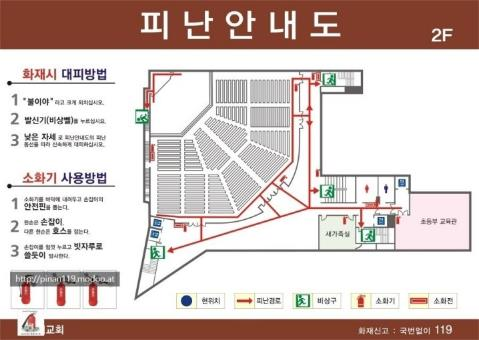 피난안내도
2F
화재시 대피방법
1 "불이야" 라고 크게 외치십시오.
2 발신기(비상벨)를 누르십시요.
3 낮은 자세로 피난안내도의 피난
동선을 따라 신속하게 대피하십시오.
소화기 사용방법
1 소화기를 바닥에 내려두고 손잡이의
안전핀을 뽑는다.
2 한손은 손잡이,
다른 한손은 호스를 잡는다.
3 손잡이를 힘껏 누르고 빗자루로
쓸듯이 방사한다.
http://pinan119.modoo.at
새가족실
초등부 교육관
현위치
피난경로
비상구
소화기
소화전
교회
화재신고 : 국번없이 119